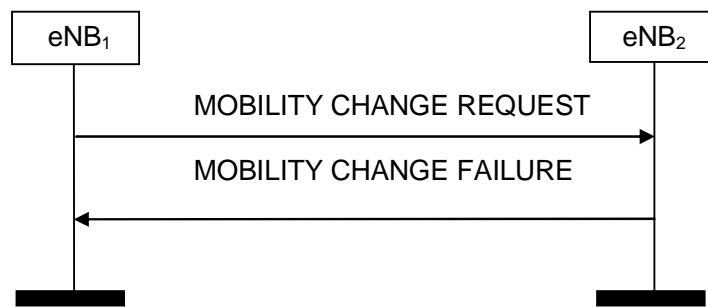 eNB₁
eNB₂
MOBILITY CHANGE REQUEST
MOBILITY CHANGE FAILURE